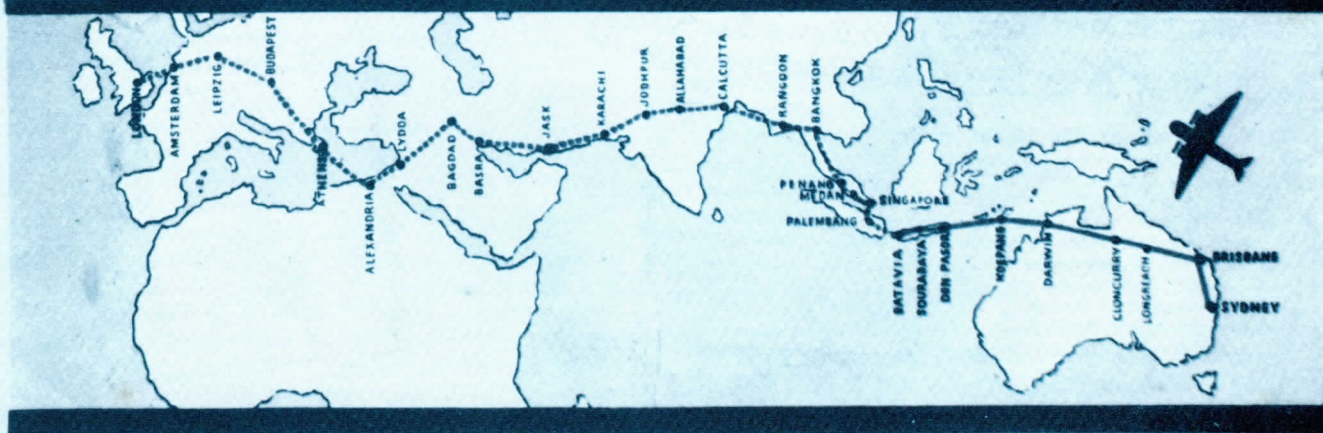 LONDON
AMSTERDAM
LEIPZIG
BUDAPEST
ATHENS
ALEXANDRIA
LYDDA
BAGDAD
BASRA
JASK
KARACHI
JODHPUR
ALLAHABAD
CALCUTTA
RANGOON
BANGKOK
PENANG
MEDAN
SINGAPORE
PALEMBANG
BATAVIA
SOURABAYA
DEN PASAR
KOEPANG
DARWIN
CLONCURRY
LONGREACH
BRISBANE
SYDNEY